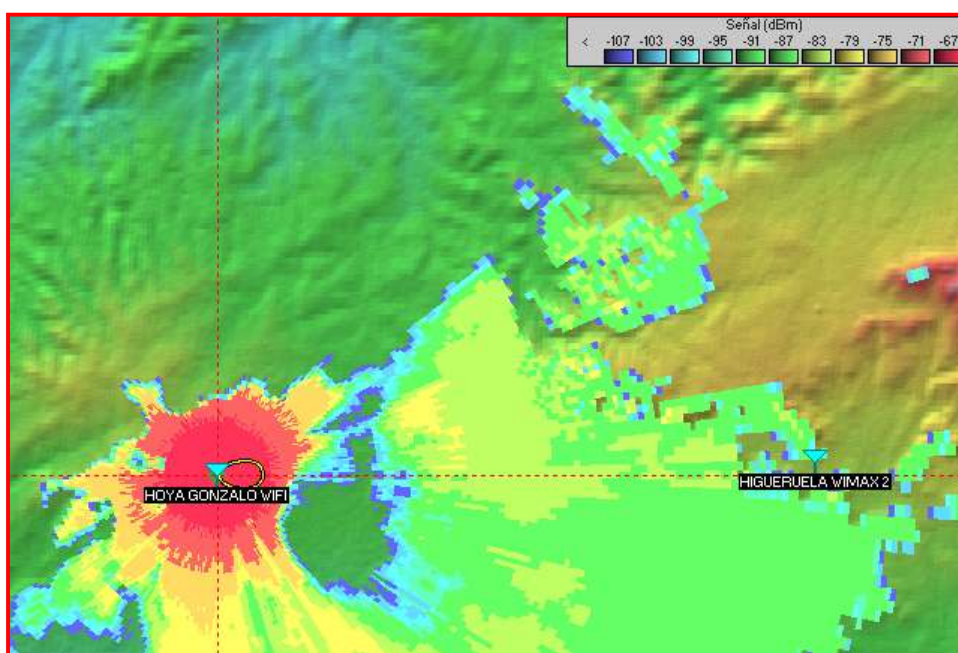 Señal (dBm)
< -107 -103 -99 -95 -91 -87 -83 -79 -75 -71 -67
HOYA GONZALO WIFI
HIGUERUELA WIMAX 2